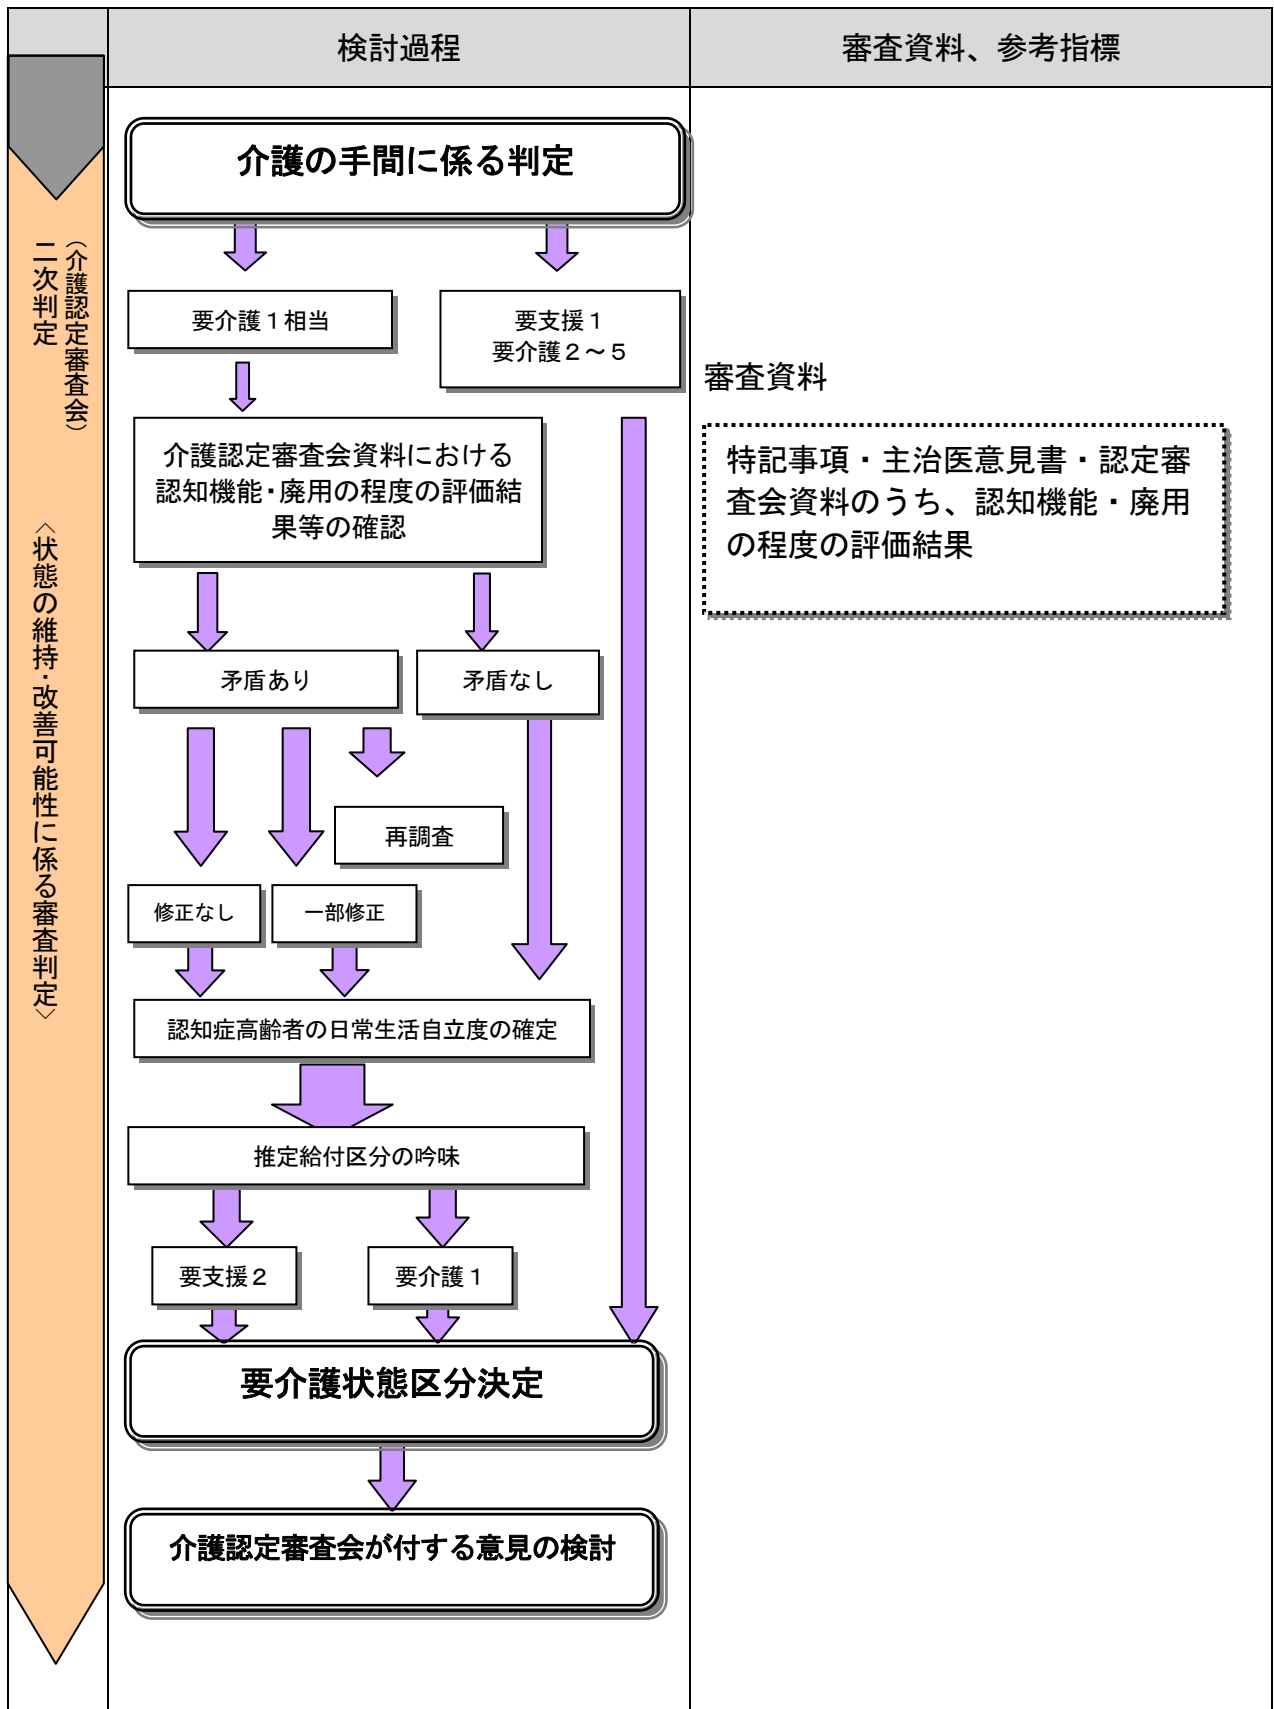 検討過程
審査資料、参考指標
二次判定
（介護認定審査会）
〈状態の維持・改善可能性に係る審査判定〉
介護の手間に係る判定
要介護１相当
要支援１
要介護２～５
介護認定審査会資料における
認知機能・廃用の程度の評価結
果等の確認
矛盾あり
矛盾なし
再調査
修正なし
一部修正
認知症高齢者の日常生活自立度の確定
推定給付区分の吟味
要支援２
要介護１
要介護状態区分決定
介護認定審査会が付する意見の検討
審査資料
特記事項・主治医意見書・認定審
査会資料のうち、認知機能・廃用
の程度の評価結果